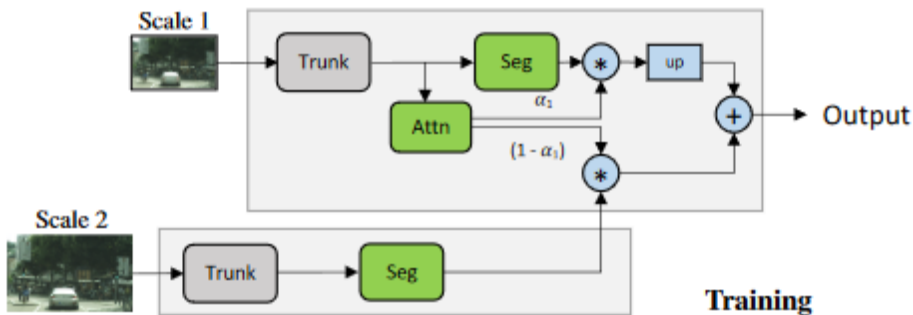 Scale 1
Trunk
Seg
*
up
α₁
Attn
+
Output
(1 - α₁)
*
Scale 2
Trunk
Seg
Training